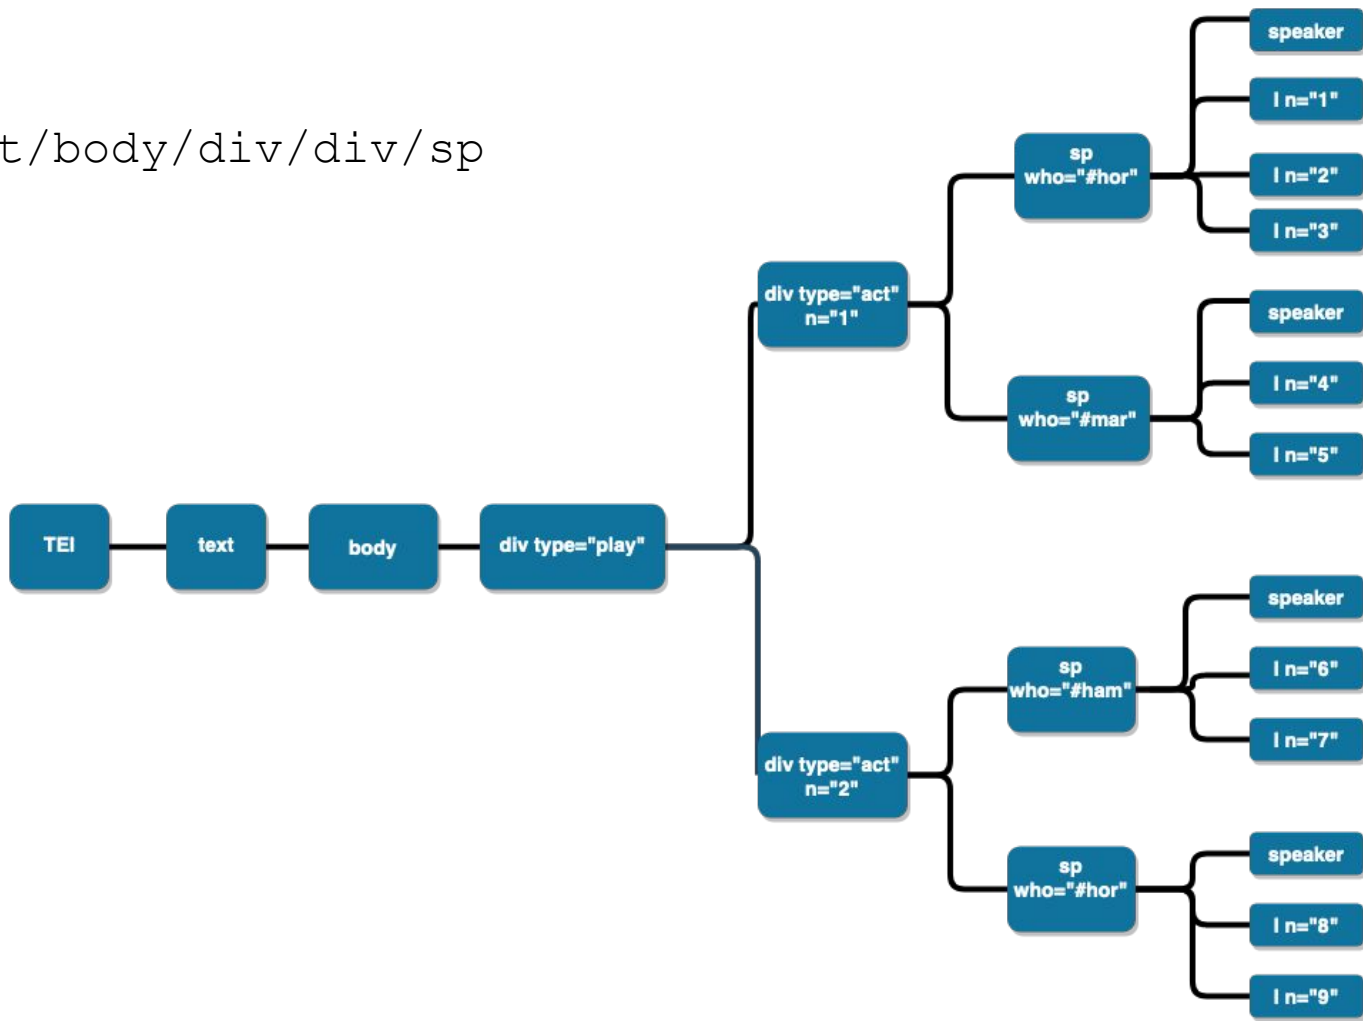 t/body/div/div/sp
TEI
text
body
div type="play"
div type="act"
n="1"
sp
who="#hor"
speaker
l n="1"
l n="2"
l n="3"
sp
who="#mar"
speaker
l n="4"
l n="5"
div type="act"
n="2"
sp
who="#ham"
speaker
l n="6"
l n="7"
sp
who="#hor"
speaker
l n="8"
l n="9"